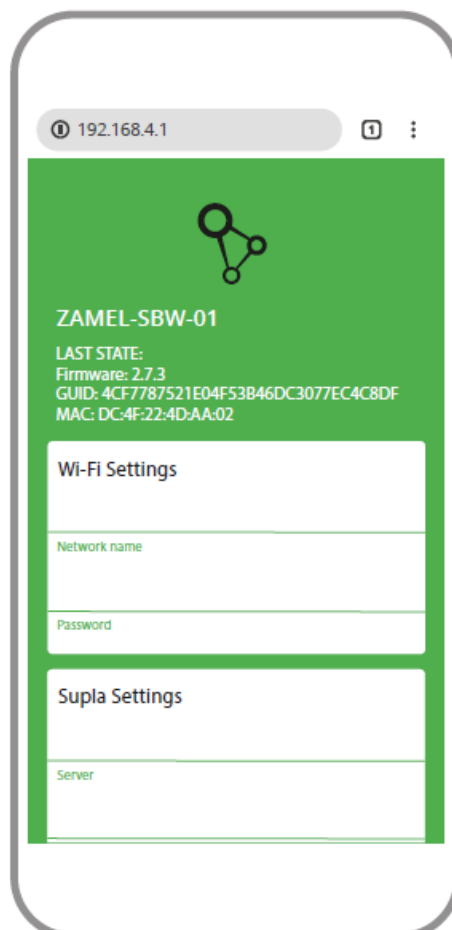 192.168.4.1
1
ZAMEL-SBW-01
LAST STATE:
Firmware: 2.7.3
GUID: 4CF7787521E04F53B46DC3077EC4C8DF
MAC: DC:4F:22:4D:AA:02
Wi-Fi Settings
Network name
Password
Supla Settings
Server